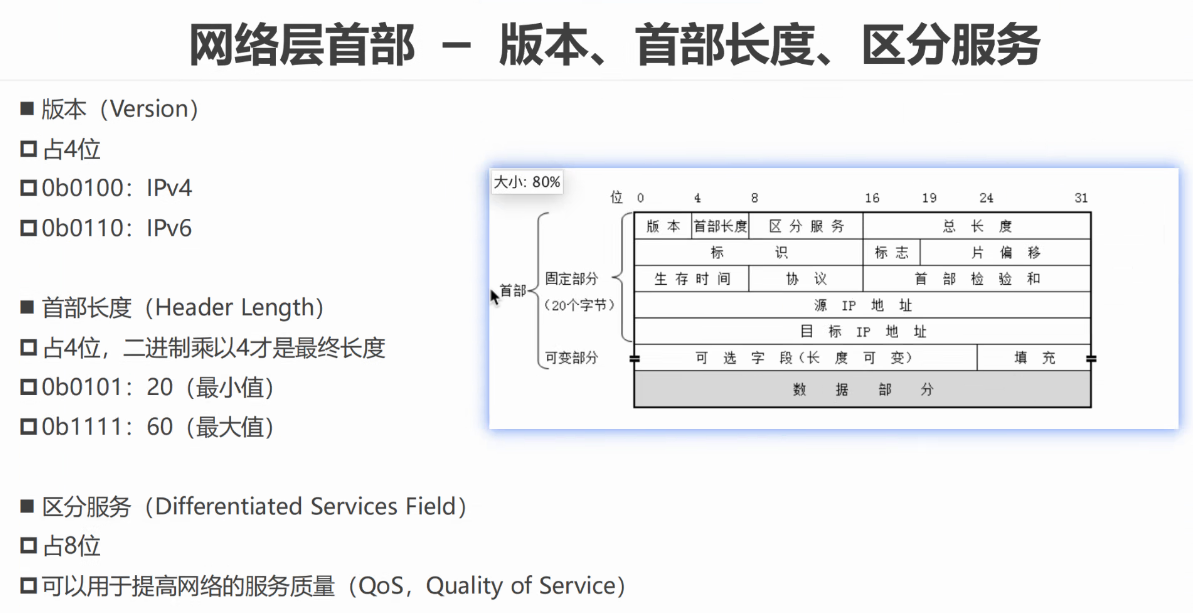 网络层首部 － 版本、首部长度、区分服务
■ 版本（Version）
占4位
0b0100：IPv4
0b0110：IPv6
■ 首部长度（Header Length）
占4位，二进制乘以4才是最终长度
0b0101：20（最小值）
0b1111：60（最大值）
■ 区分服务（Differentiated Services Field）
占8位
可以用于提高网络的服务质量（QoS，Quality of Service）
大小: 80%
位 0 4 8 16 19 24 31
版本 首部长度 区分服务 总长度
标识 标志 片偏移
生存时间 协议 首部检验和
源 IP 地址
目标 IP 地址
可选字段（长度可变） 填充
数据部分
首部
固定部分
（20个字节）
可变部分